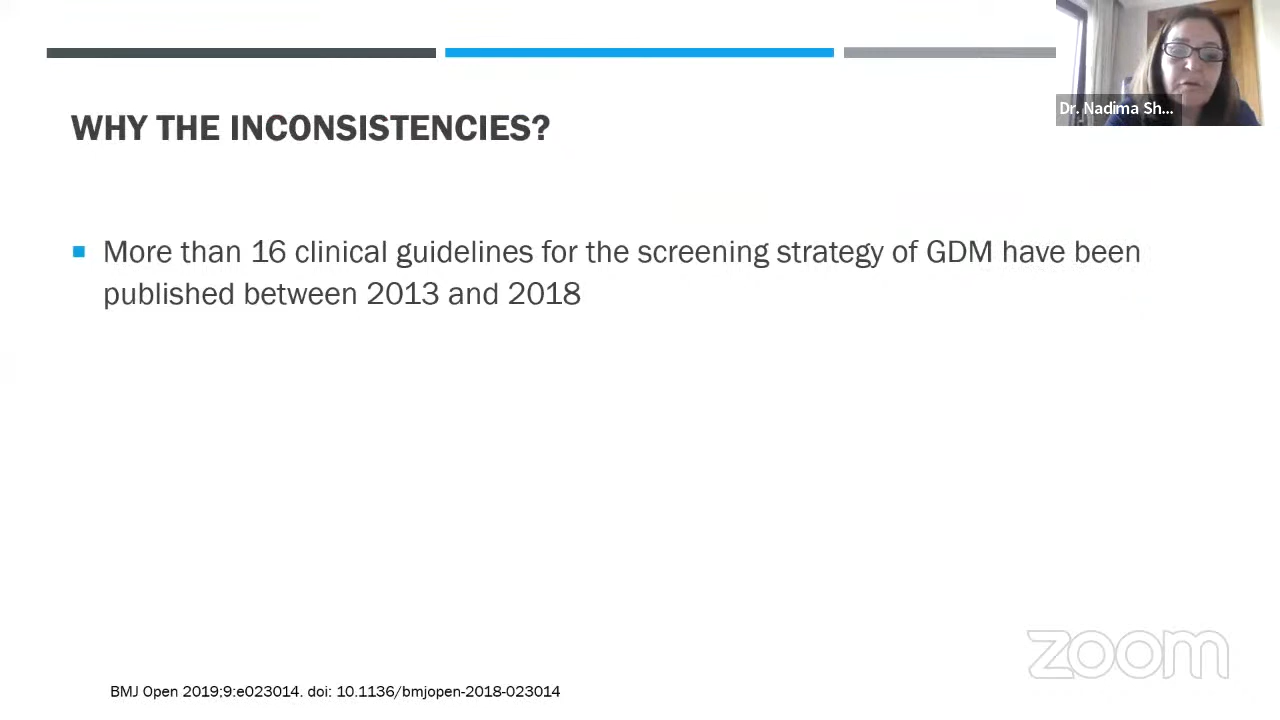 WHY THE INCONSISTENCIES?
Dr. Nadima Sh...
More than 16 clinical guidelines for the screening strategy of GDM have been
published between 2013 and 2018
zoom
BMJ Open 2019;9:e023014. doi: 10.1136/bmjopen-2018-023014